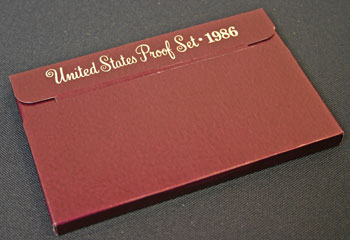 United States Proof Set • 1986